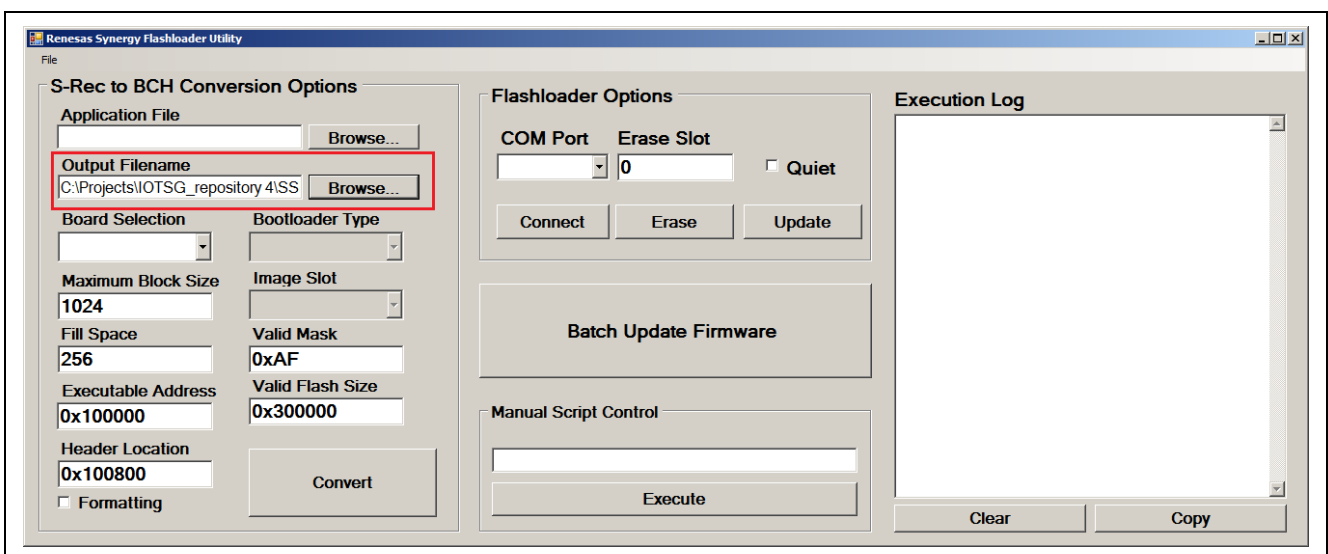 Renesas Synergy Flashloader Utility
File
S-Rec to BCH Conversion Options
Application File
Browse...
Output Filename
C:\Projects\IOTSG_repository 4\SS
Browse...
Board Selection
Bootloader Type
Maximum Block Size
Image Slot
1024
Fill Space
Valid Mask
256
0xAF
Executable Address
Valid Flash Size
0x100000
0x300000
Header Location
0x100800
Convert
Formatting
Flashloader Options
COM Port
Erase Slot
0
Quiet
Connect
Erase
Update
Batch Update Firmware
Manual Script Control
Execute
Execution Log
Clear
Copy